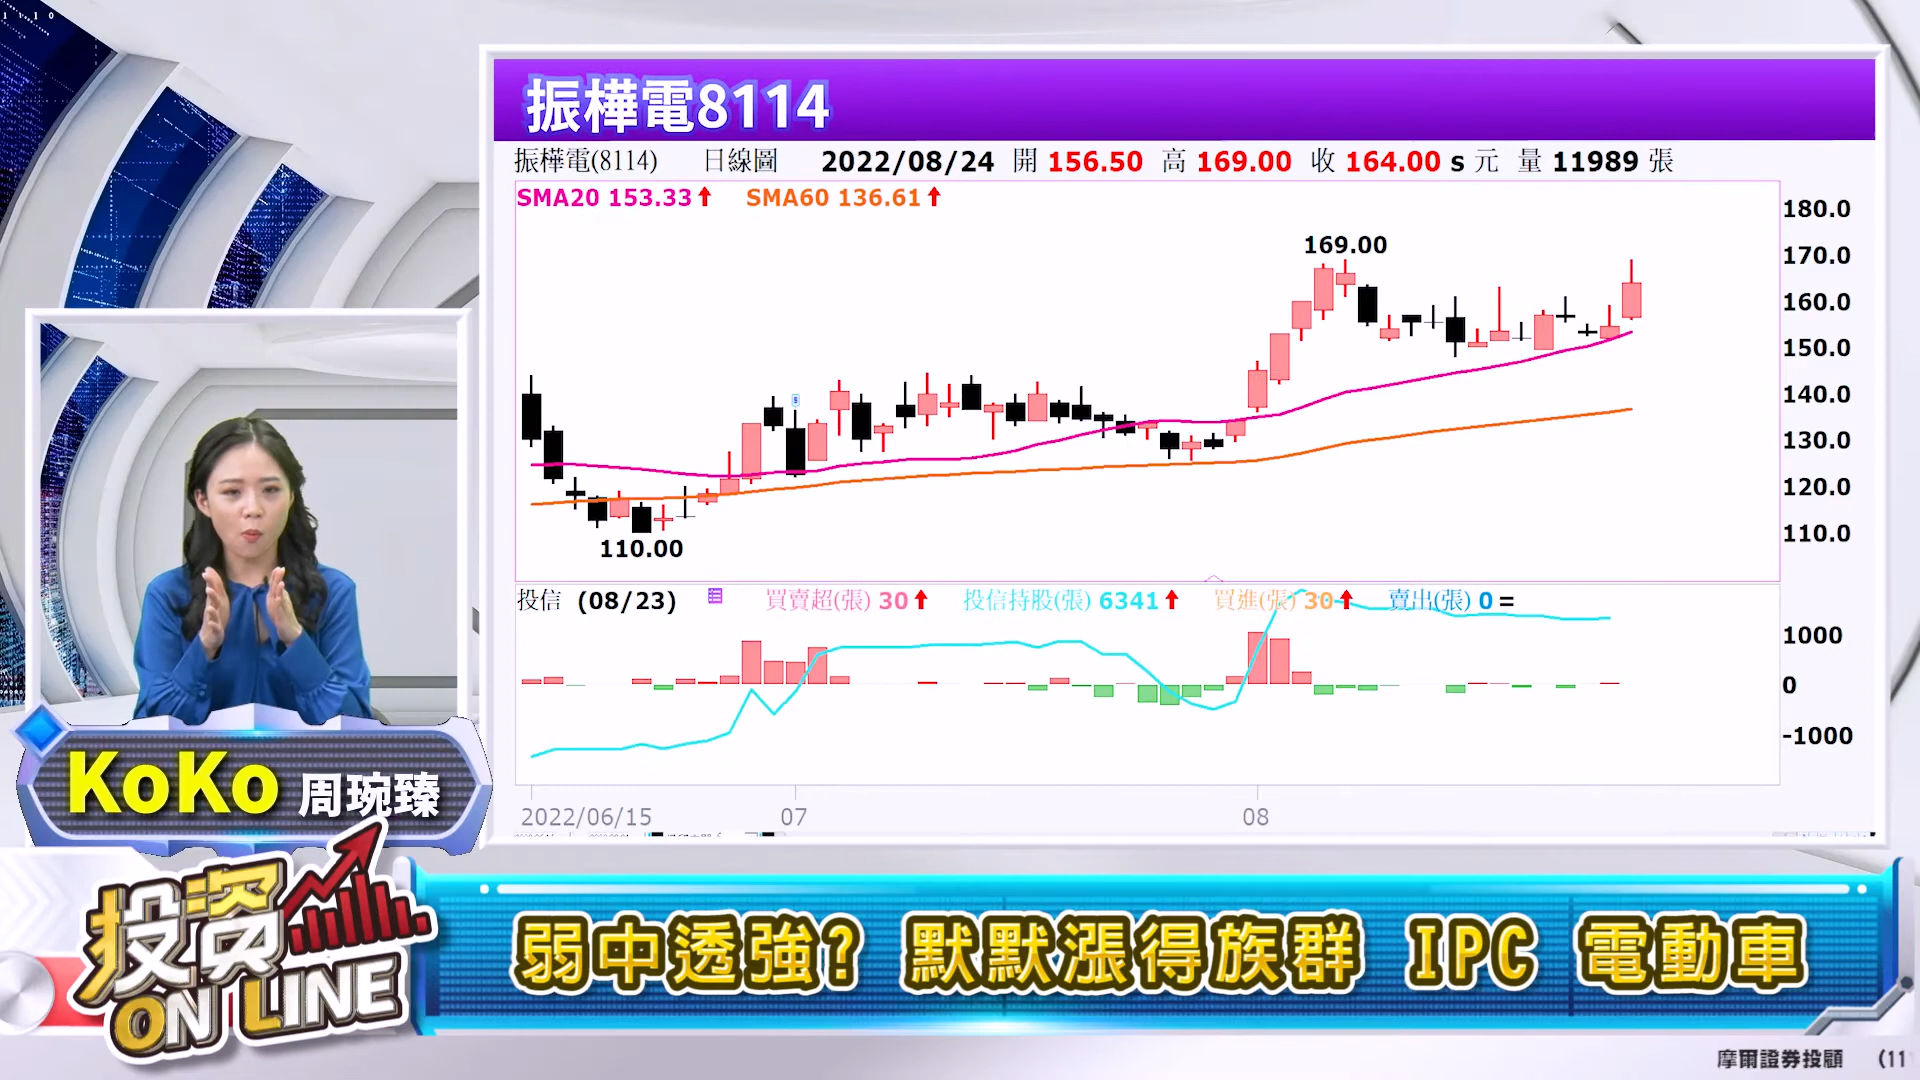 振樺電8114
振樺電(8114) 日線圖 2022/08/24 開 156.50 高 169.00 收 164.00 s 元 量 11989 張
SMA20 153.33 SMA60 136.61
180.0
169.00
170.0
160.0
150.0
140.0
130.0
120.0
110.0
110.00
投信 (08/23) 買賣超(張) 30 投信持股(張) 6341 買進(張) 30 賣出(張) 0 =
1000
0
-1000
2022/06/15 07 08
KoKo 周琬臻
投資
ON LINE
弱中透強? 默默漲得族群 IPC 電動車
摩爾證券投顧 (11